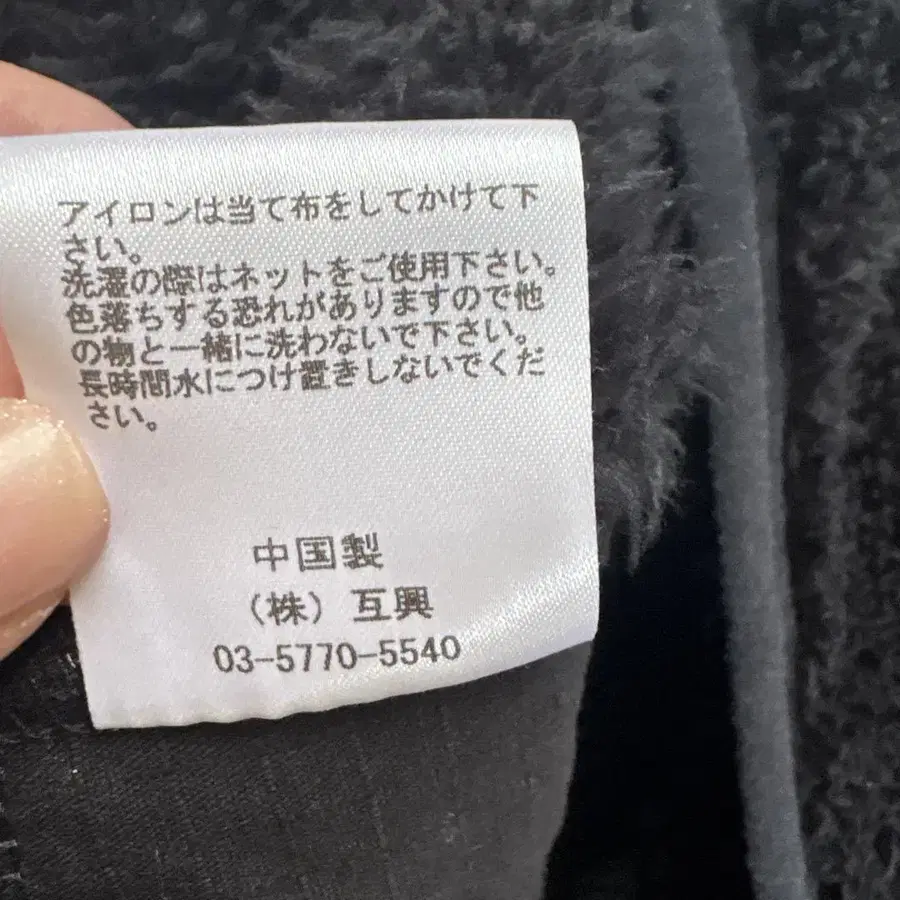 アイロンは当て布をしてかけて下
さい。
洗濯の際はネットをご使用下さい。
色落ちする恐れがありますので他
の物と一緒に洗わないで下さい。
長時間水につけ置きしないでくだ
さい。
中国製
（株）互興
03-5770-5540